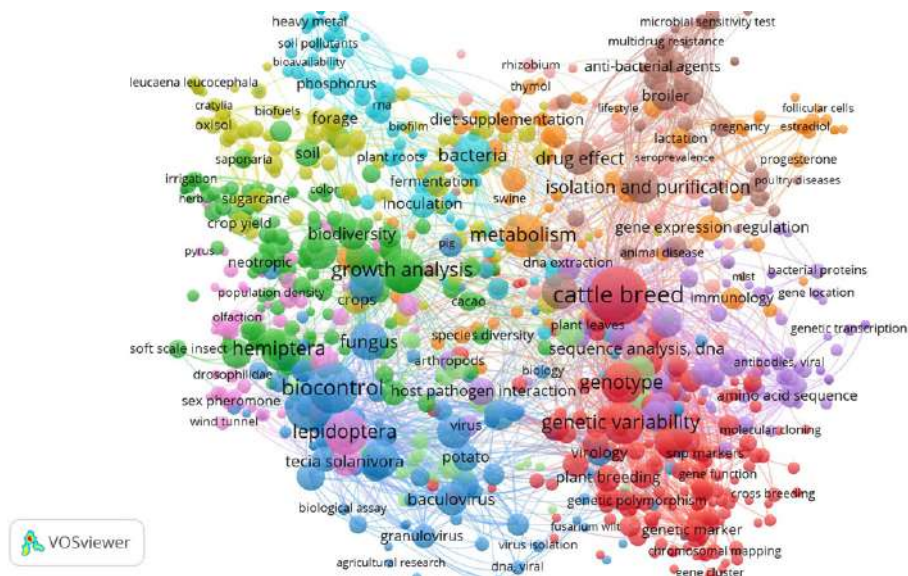 heavy metal
microbial sensitivity test
soil pollutants
multidrug resistance
bioavailability
rhizobium
anti-bacterial agents
leucaena leucocephala
phosphorus
thymol
broiler
cratylia
biofuels
rna
lifestyle
follicular cells
oxisol
forage
biofilm
diet supplementation
pregnancy
estradiol
lactation
saponaria
soil
plant roots
bacteria
drug effect
seroprevalence
progesterone
irrigation
color
fermentation
swine
isolation and purification
poultry diseases
herb
sugarcane
inoculation
crop yield
biodiversity
pig
metabolism
gene expression regulation
pyrus
neotropic
growth analysis
dna extraction
animal disease
mlst
bacterial proteins
population density
crops
cacao
cattle breed
immunology
gene location
olfaction
species diversity
plant leaves
genetic transcription
soft scale insect
hemiptera
fungus
arthropods
sequence analysis, dna
antibodies, viral
drosophilidae
biology
biocontrol
host pathogen interaction
genotype
amino acid sequence
sex pheromone
wind tunnel
lepidoptera
virus
genetic variability
molecular cloning
tecia solanivora
potato
virology
snp markers
plant breeding
gene function
biological assay
baculovirus
genetic polymorphism
cross breeding
granulovirus
fusarium wilt
genetic marker
virus isolation
chromosomal mapping
agricultural research
dna, viral
gene cluster
VOSviewer